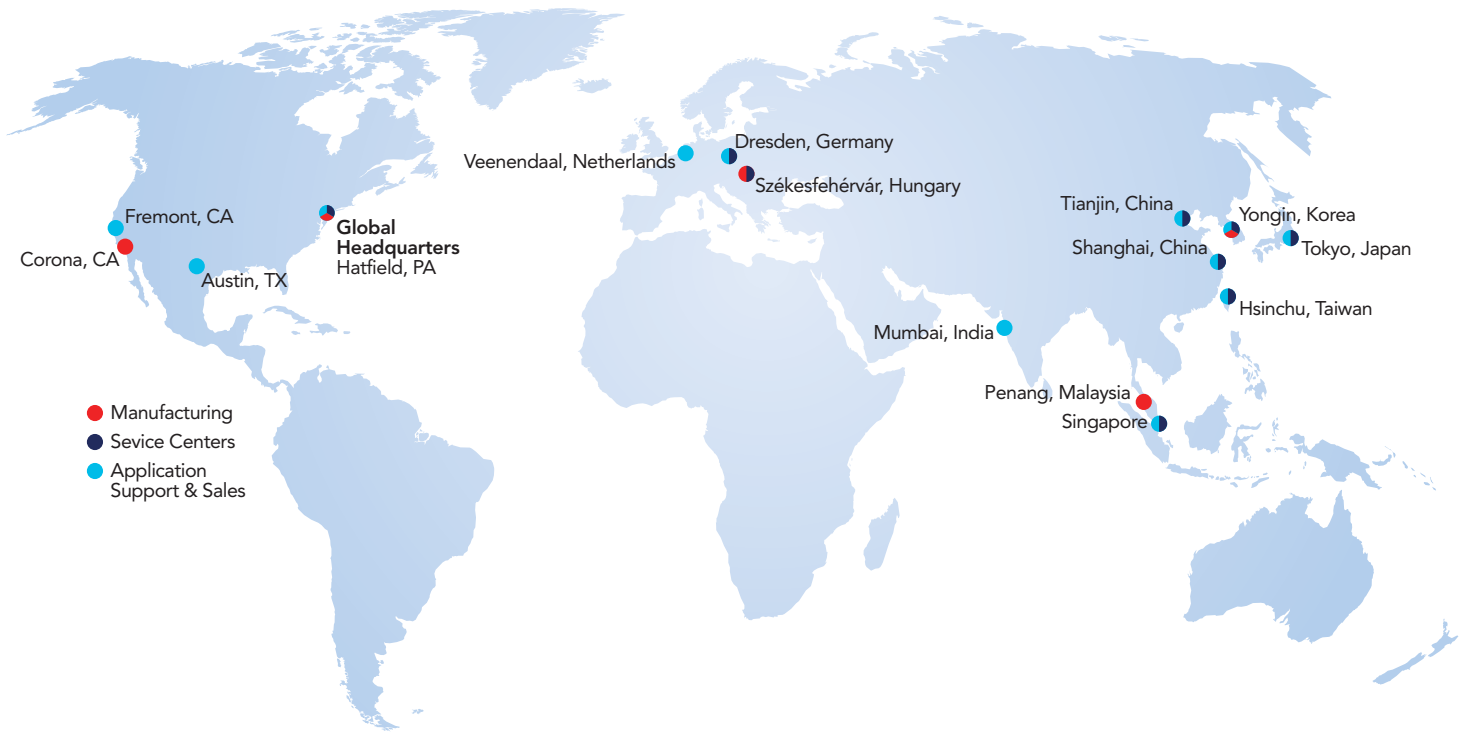 Fremont, CA
Corona, CA
Austin, TX
Global
Headquarters
Hatfield, PA
Veenendaal, Netherlands
Dresden, Germany
Székesfehérvár, Hungary
Tianjin, China
Yongin, Korea
Shanghai, China
Tokyo, Japan
Hsinchu, Taiwan
Mumbai, India
Penang, Malaysia
Singapore
Manufacturing
Sevice Centers
Application
Support & Sales